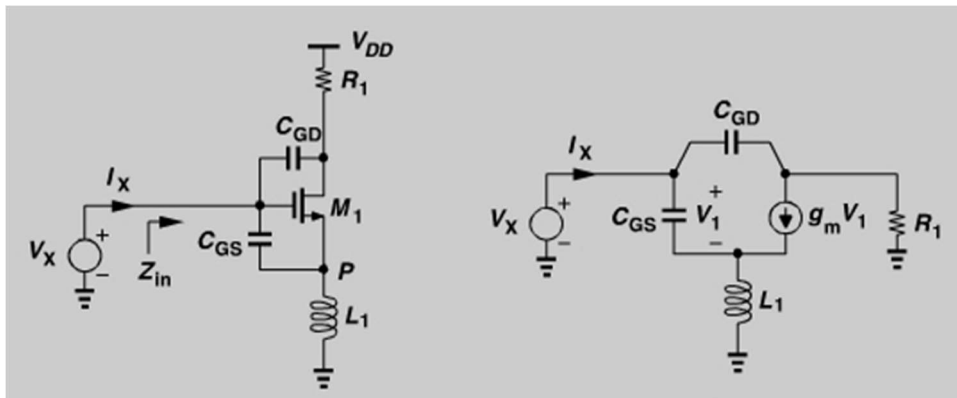 V_DD
R_1
C_GD
I_X
M_1
C_GS
V_X
+
−
Z_in
P
L_1
C_GD
I_X
V_X
+
−
C_GS
+
V_1
−
g_m V_1
R_1
L_1